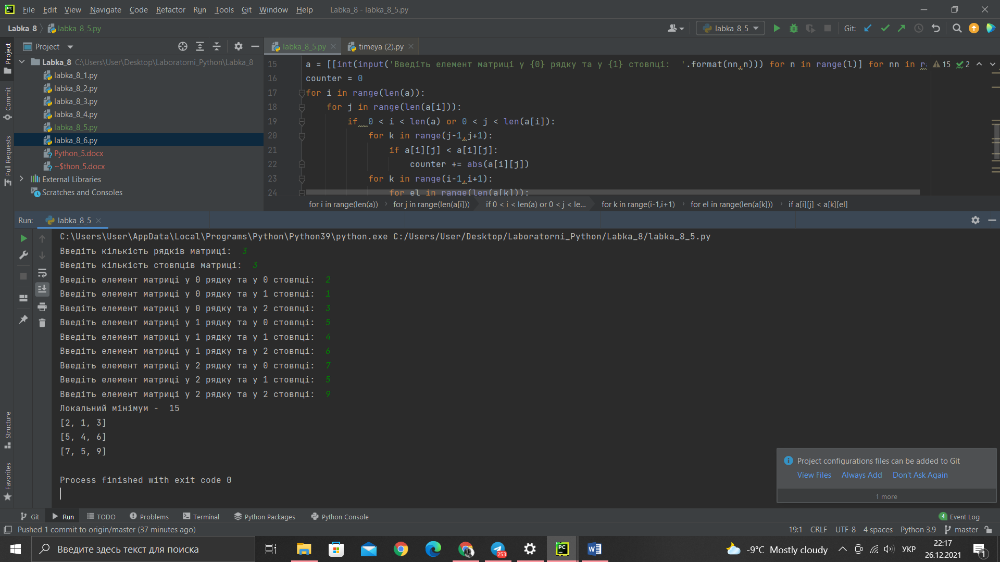 File Edit View Navigate Code Refactor Run Tools Git Window Help Labka_8 - labka_8_5.py
Labka_8 labka_8_5.py labka_8_5 Git:
Project labka_8_5.py timeya (2).py
Project
Commit
Pull Requests
Structure
Favorites
Labka_8 C:\Users\User\Desktop\Laboratorni_Python\Labka_8
labka_8_1.py
labka_8_2.py
labka_8_3.py
labka_8_4.py
labka_8_5.py
labka_8_6.py
Python_5.docx
~$thon_5.docx
External Libraries
Scratches and Consoles
15 a = [[int(input('Введіть елемент матриці у {0} рядку та у {1} стовпці:  '.format(nn,n))) for n in range(l)] for nn in r 15 2
16 counter = 0
17 for i in range(len(a)):
18 for j in range(len(a[i])):
19 if  0 < i < len(a) or 0 < j < len(a[i]):
20 for k in range(j-1,j+1):
21 if a[i][j] < a[i][j]:
22 counter += abs(a[i][j])
23 for k in range(i-1,i+1):
24 for el in range(len(a[k])):
for i in range(len(a)) for j in range(len(a[i])) if 0 < i < len(a) or 0 < j < le... for k in range(i-1,i+1) for el in range(len(a[k])) if a[i][j] < a[k][el]
Run: labka_8_5
C:\Users\User\AppData\Local\Programs\Python\Python39\python.exe C:/Users/User/Desktop/Laboratorni_Python/Labka_8/labka_8_5.py
Введіть кількість рядків матриці:  3
Введіть кількість стовпців матриці:  3
Введіть елемент матриці у 0 рядку та у 0 стовпці:  2
Введіть елемент матриці у 0 рядку та у 1 стовпці:  1
Введіть елемент матриці у 0 рядку та у 2 стовпці:  3
Введіть елемент матриці у 1 рядку та у 0 стовпці:  5
Введіть елемент матриці у 1 рядку та у 1 стовпці:  4
Введіть елемент матриці у 1 рядку та у 2 стовпці:  6
Введіть елемент матриці у 2 рядку та у 0 стовпці:  7
Введіть елемент матриці у 2 рядку та у 1 стовпці:  5
Введіть елемент матриці у 2 рядку та у 2 стовпці:  9
Локальний мінімум -  15
[2, 1, 3]
[5, 4, 6]
[7, 5, 9]
Process finished with exit code 0
Project configurations files can be added to Git
View Files Always Add Don't Ask Again
1 more
Git Run TODO Problems Terminal Python Packages Python Console 4 Event Log
Pushed 1 commit to origin/master (37 minutes ago) 19:1 CRLF UTF-8 4 spaces Python 3.9 master
Введите здесь текст для поиска 253 PC -9°C Mostly cloudy УКР 22:17
26.12.2021 1